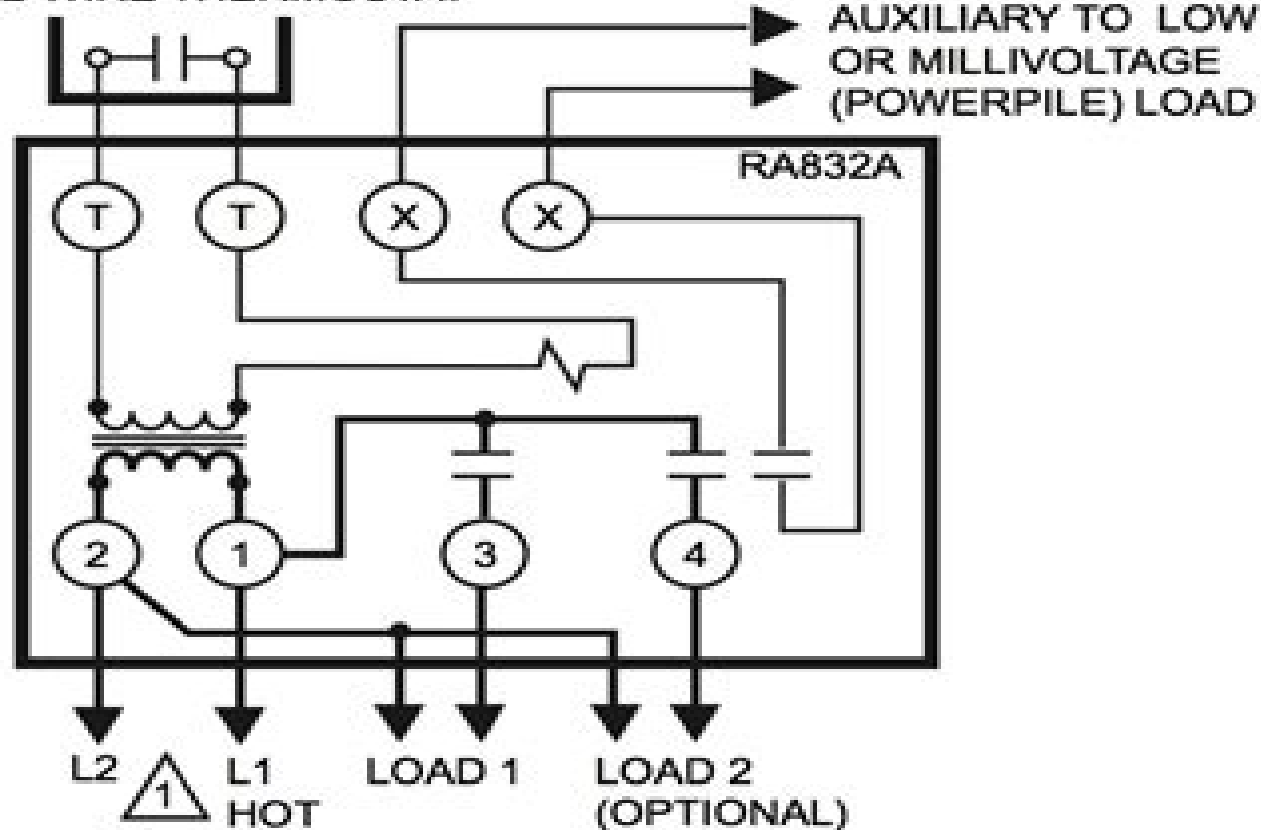 AUXILIARY TO LOW
OR MILLIVOLTAGE
(POWERPILE) LOAD
RA832A
T T X X
2 1 3 4
L2 1 L1 HOT
LOAD 1
LOAD 2
(OPTIONAL)